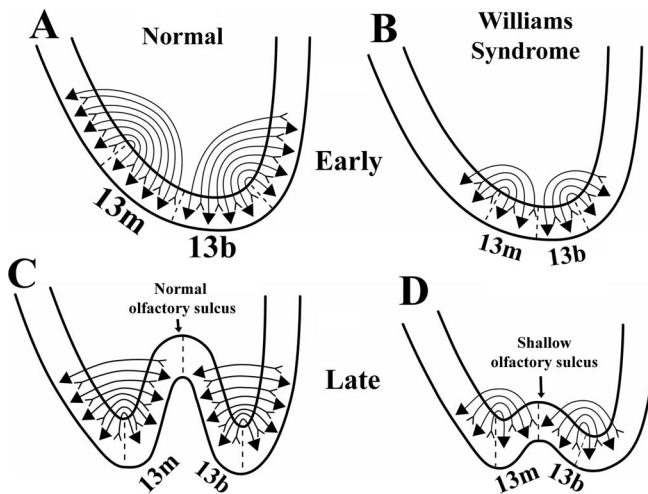 A
Normal
B
Williams
Syndrome
Early
13m
13b
13m
13b
C
Normal
olfactory sulcus
D
Shallow
olfactory sulcus
Late
13m
13b
13m
13b